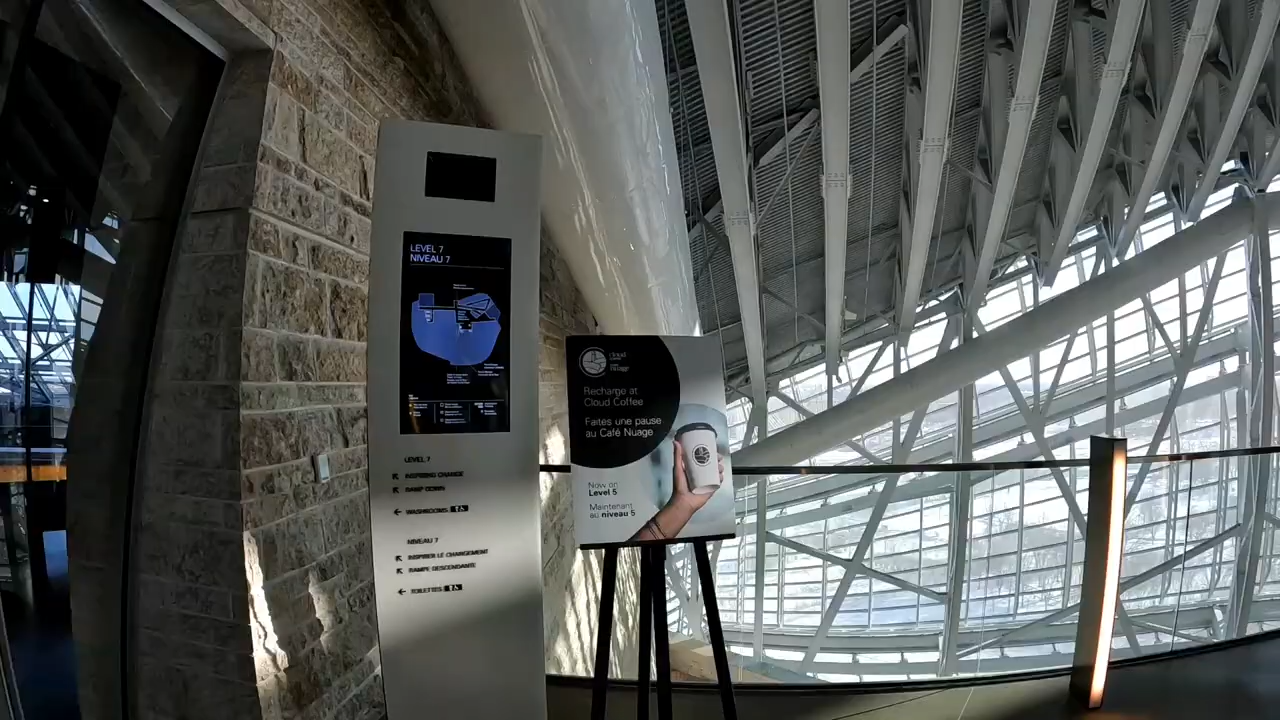 LEVEL 7
NIVEAU 7
LEVEL 7
INSPIRING CHANGE
RAMP DOWN
WASHROOMS
NIVEAU 7
INSPIRER LE CHANGEMENT
RAMPE DESCENDANTE
TOILETTES
cloud
nuage
Recharge at
Cloud Coffee
Faites une pause
au Café Nuage
Now on
Level 5
Maintenant
au niveau 5